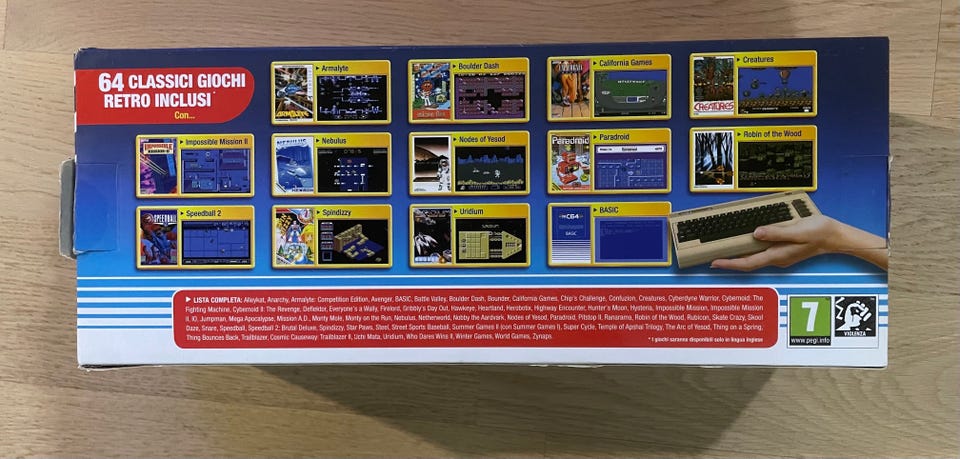 64 CLASSICI GIOCHI
RETRO INCLUSI*
Con...
Armalyte
Boulder Dash
California Games
Creatures
CREATURES
Impossible Mission II
Nebulus
Nodes of Yesod
Paradroid
Robin of the Wood
Speedball 2
Spindizzy
Uridium
BASIC
C64
BASIC
LISTA COMPLETA: Alleykat, Anarchy, Armalyte: Competition Edition, Avenger, BASIC, Battle Valley, Boulder Dash, Bounder, California Games, Chip's Challenge, Confuzion, Creatures, Cyberdyne Warrior, Cybernoid: The
Fighting Machine, Cybernoid II: The Revenge, Deflektor, Everyone's a Wally, Firelord, Gribbly's Day Out, Hawkeye, Heartland, Herobotix, Highway Encounter, Hunter's Moon, Hysteria, Impossible Mission, Impossible Mission
II, IO, Jumpman, Mega Apocalypse, Mission A.D., Monty Mole, Monty on the Run, Nebulus, Netherworld, Nobby the Aardvark, Nodes of Yesod, Paradroid, Pitstop II, Ranarama, Robin of the Wood, Rubicon, Skate Crazy, Skool
Daze, Snare, Speedball, Speedball 2: Brutal Deluxe, Spindizzy, Star Paws, Steel, Street Sports Baseball, Summer Games II (con Summer Games I), Super Cycle, Temple of Apshai Trilogy, The Arc of Yesod, Thing on a Spring,
Thing Bounces Back, Trailblazer, Cosmic Causeway: Trailblazer II, Uchi Mata, Uridium, Who Dares Wins II, Winter Games, World Games, Zynaps.
* I giochi saranno disponibili solo in lingua inglese
7
www.pegi.info
VIOLENZA